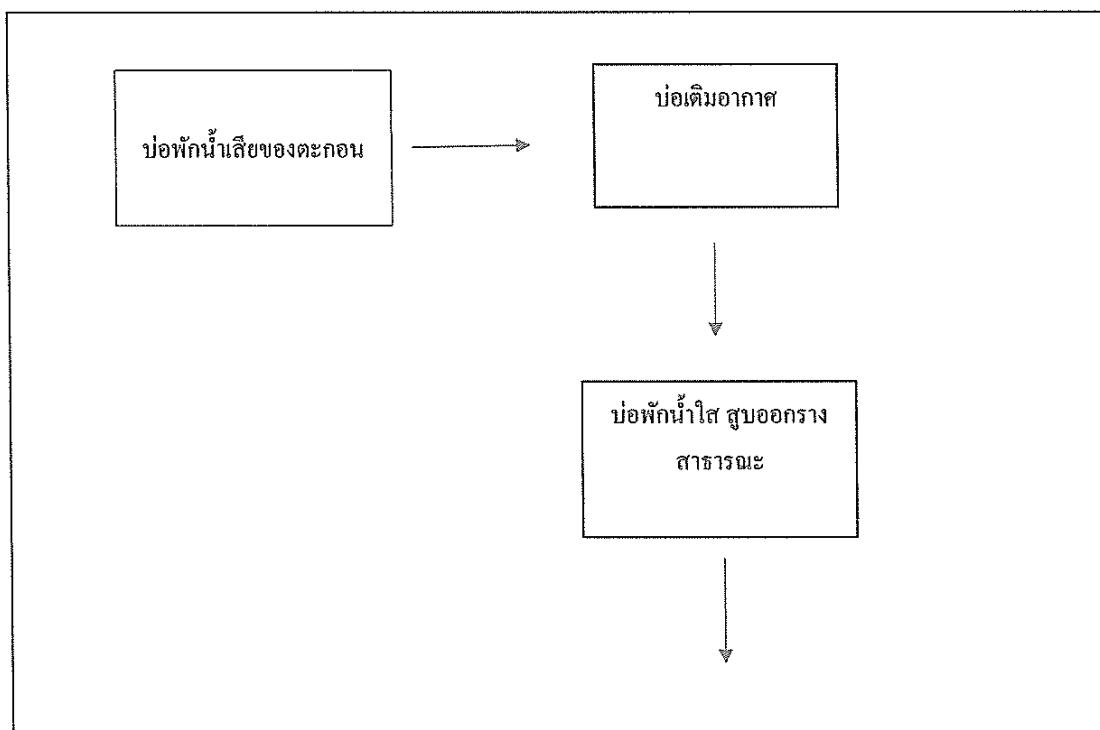 บ่อพักน้ำเสียของตะกอน
บ่อเติมอากาศ
บ่อพักน้ำใส สูบออกราง
สาธารณะ